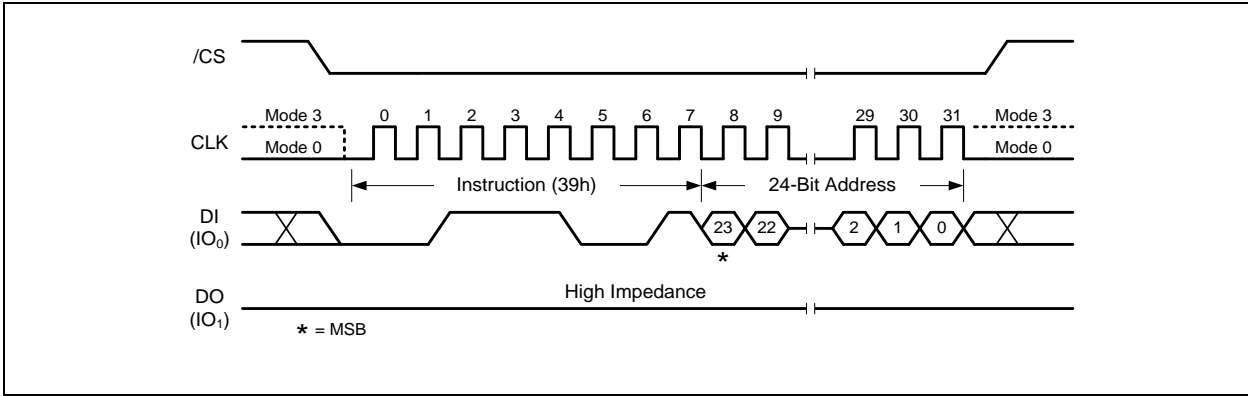 /CS
Mode 3 0 1 2 3 4 5 6 7 8 9 29 30 31 Mode 3
CLK
Mode 0 Mode 0
Instruction (39h) 24-Bit Address
DI
(IO₀)
23 22 2 1 0
*
DO
(IO₁)
High Impedance
* = MSB